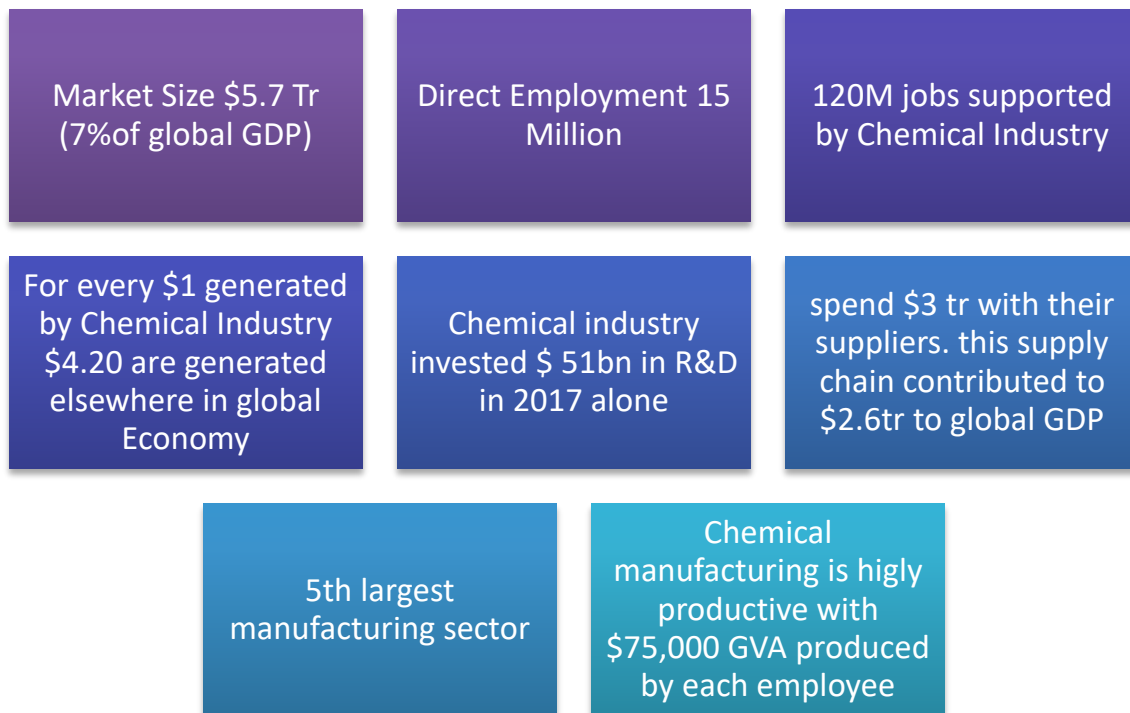 Market Size $5.7 Tr
(7%of global GDP)
Direct Employment 15
Million
120M jobs supported
by Chemical Industry
For every $1 generated
by Chemical Industry
$4.20 are generated
elsewhere in global
Economy
Chemical industry
invested $ 51bn in R&D
in 2017 alone
spend $3 tr with their
suppliers. this supply
chain contributed to
$2.6tr to global GDP
5th largest
manufacturing sector
Chemical
manufacturing is higly
productive with
$75,000 GVA produced
by each employee